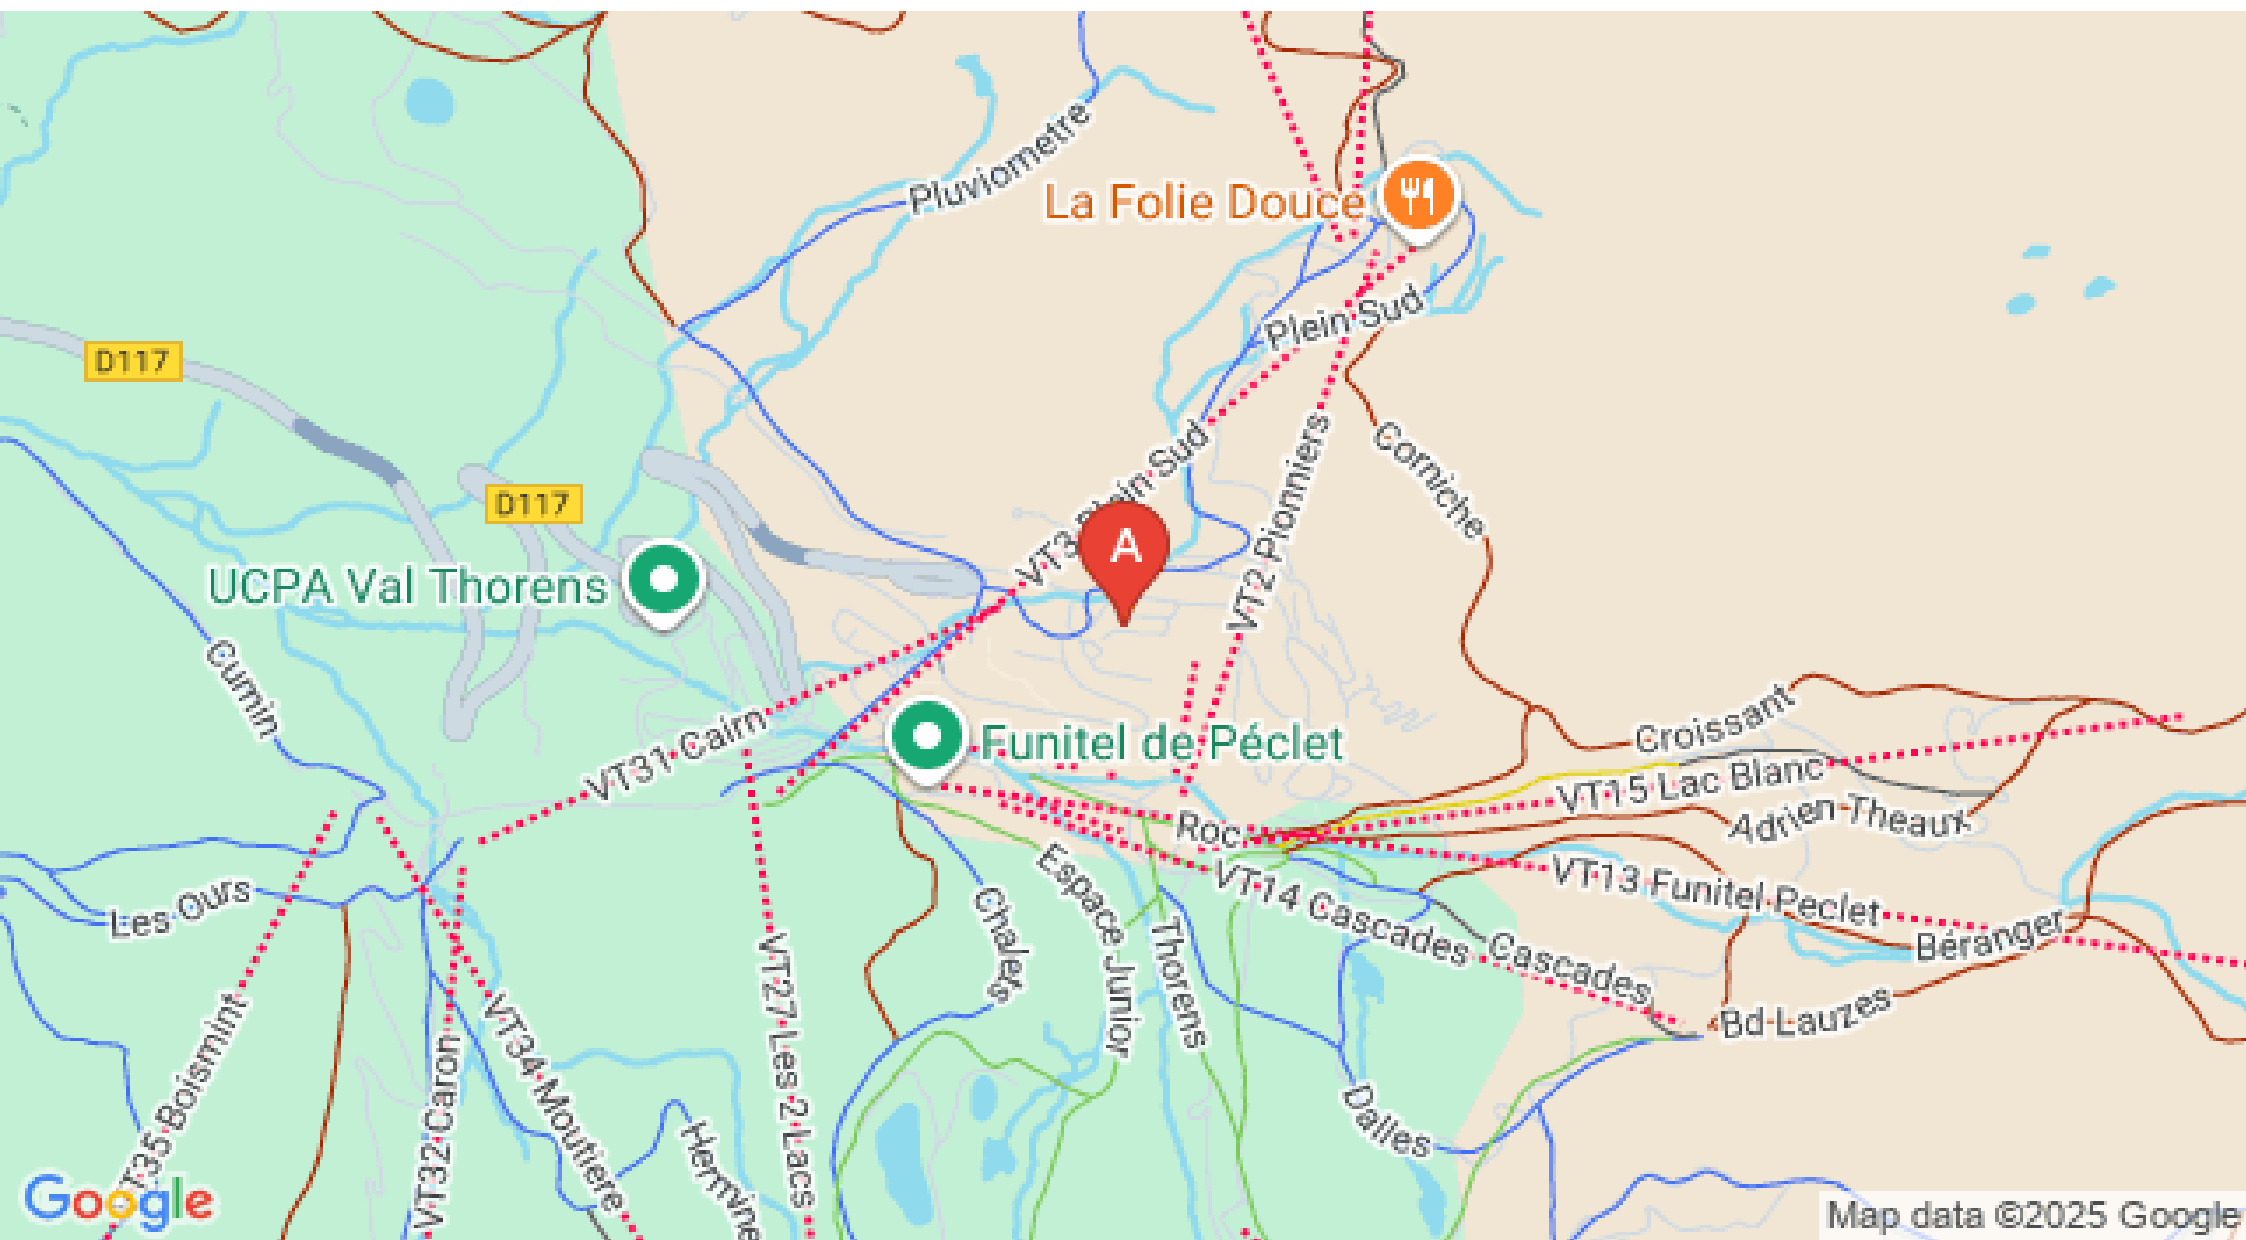 Pluviometre
La Folie Douce
Plein Sud
D117
VT3 Plein Sud
VT2 Pionniers
Corniche
D117
A
UCPA Val Thorens
Cumin
VT31 Cairn
Funitel de Péclet
Croissant
VT15 Lac Blanc
Roc
Adrien Theaux
VT13 Funitel Peclet
VT14 Cascades
Les Ours
Chalets
Espace Junior
Thorens
Cascades
Béranger
Bd Lauzes
VT27 Les 2 Lacs
VT35 Boismint
VT32 Caron
VT34 Moutiere
Hermine
Dalles
Google
Map data ©2025 Google